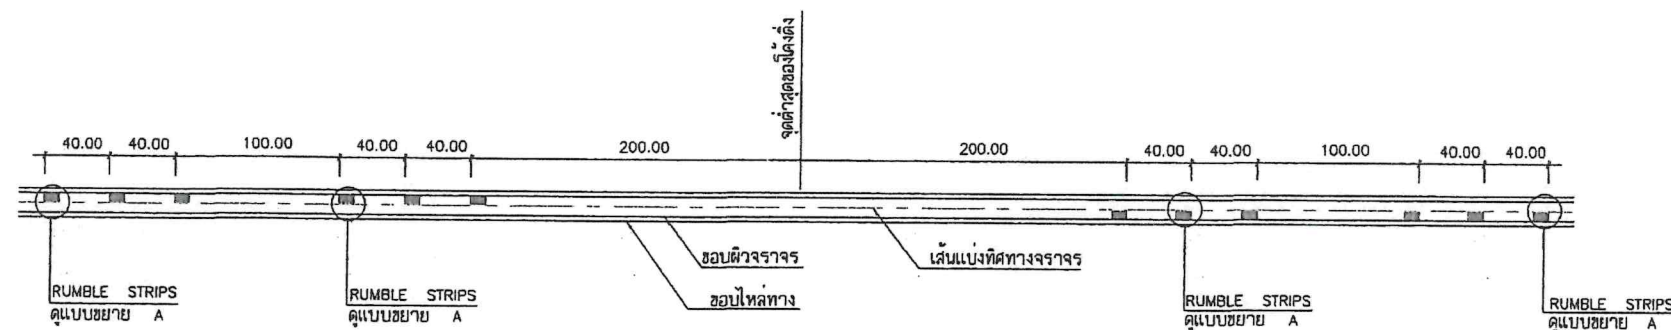 จุดต่ำสุดของโค้งดิ่ง
40.00 40.00 100.00 40.00 40.00 200.00 200.00 40.00 40.00 100.00 40.00 40.00
ขอบผิวจราจร
เส้นแบ่งทิศทางจราจร
ขอบไหล่ทาง
RUMBLE STRIPS
ดูแบบขยาย A
RUMBLE STRIPS
ดูแบบขยาย A
RUMBLE STRIPS
ดูแบบขยาย A
RUMBLE STRIPS
ดูแบบขยาย A